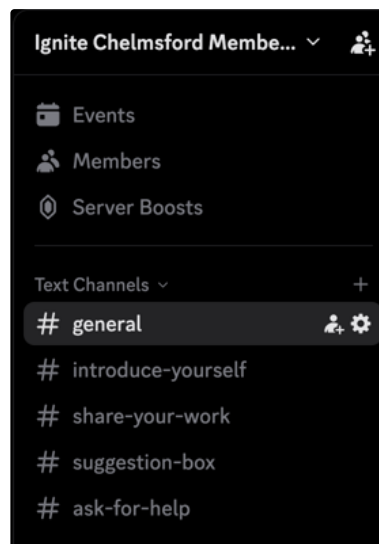 Ignite Chelmsford Membe...
Events
Members
Server Boosts
Text Channels
# general
# introduce-yourself
# share-your-work
# suggestion-box
# ask-for-help